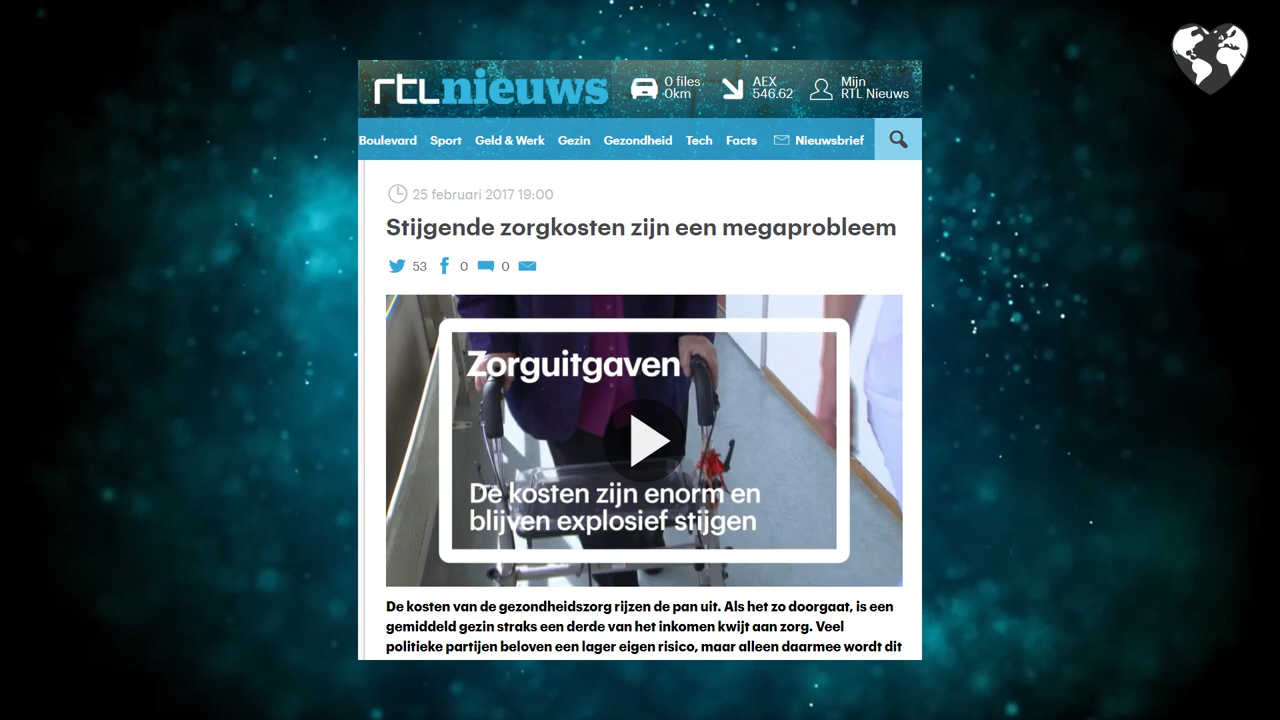 rtlnieuws
0 files
0km
AEX
546.62
Mijn
RTL Nieuws
Boulevard Sport Geld & Werk Gezin Gezondheid Tech Facts Nieuwsbrief
25 februari 2017 19:00
Stijgende zorgkosten zijn een megaprobleem
53 0 0
Zorguitgaven
De kosten zijn enorm en
blijven explosief stijgen
De kosten van de gezondheidszorg rijzen de pan uit. Als het zo doorgaat, is een
gemiddeld gezin straks een derde van het inkomen kwijt aan zorg. Veel
politieke partijen beloven een lager eigen risico, maar alleen daarmee wordt dit